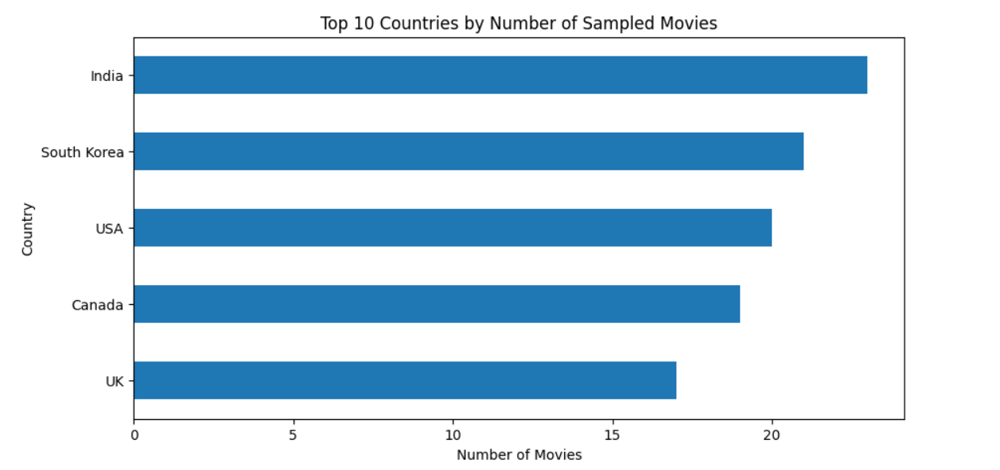 Top 10 Countries by Number of Sampled Movies
India
South Korea
USA
Canada
UK
Country
0 5 10 15 20
Number of Movies